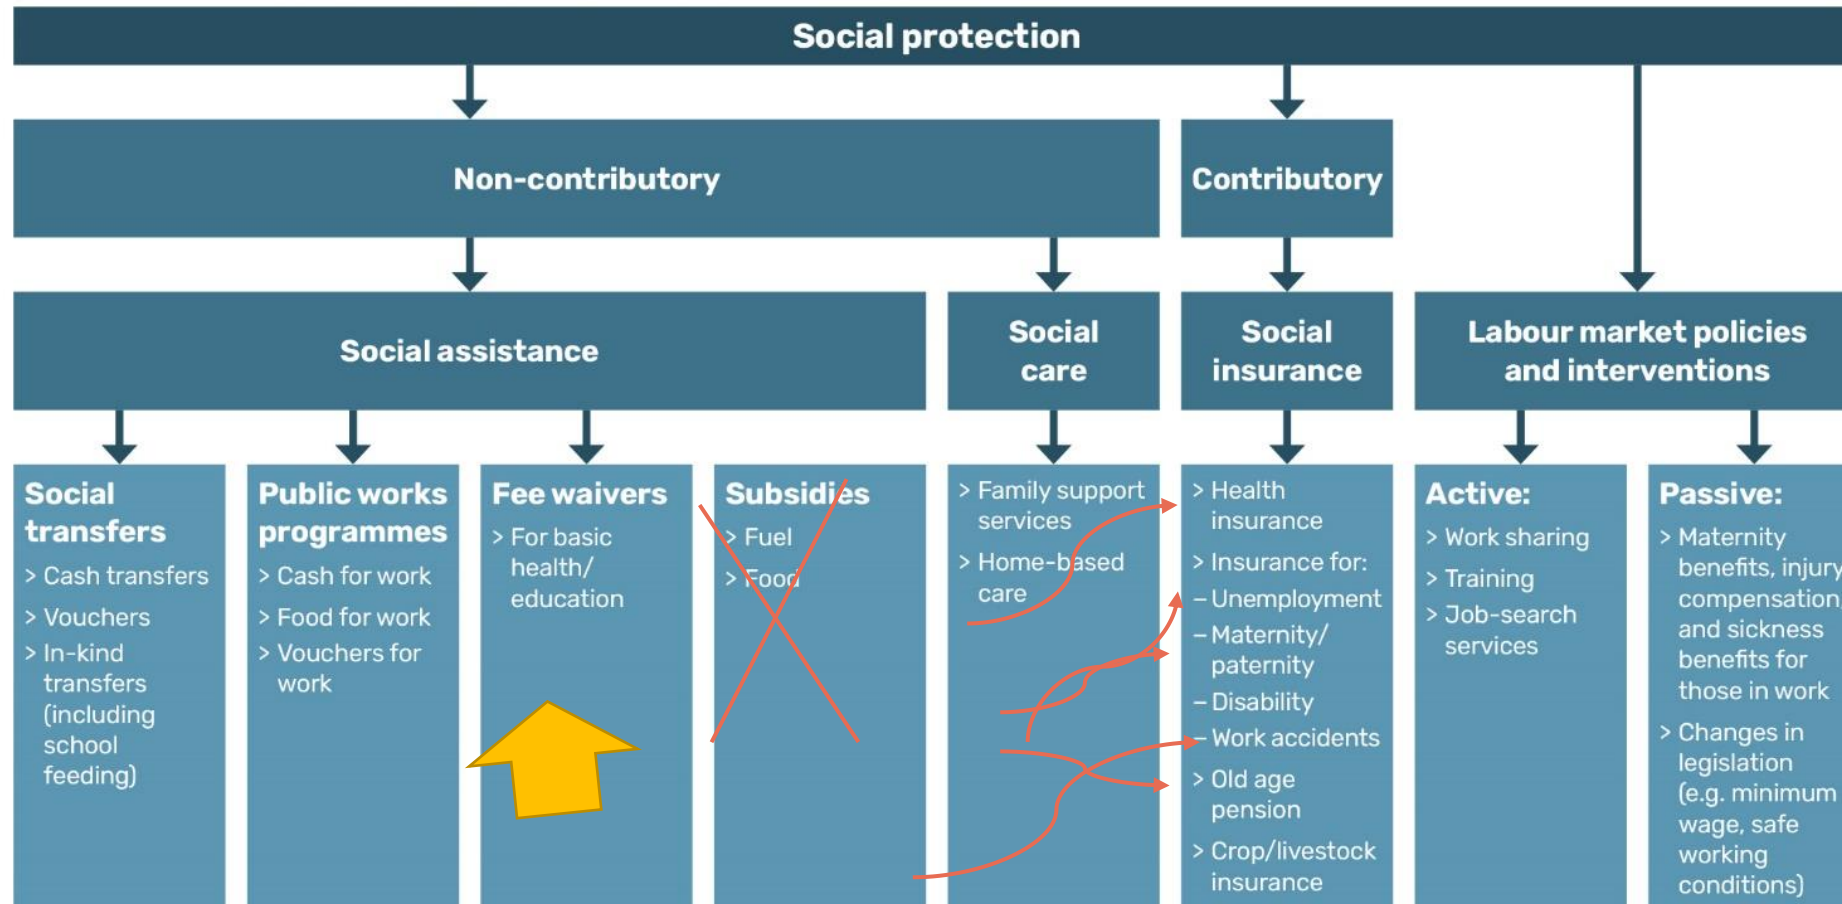 Social protection
Non-contributory
Contributory
Social assistance
Social
care
Social
insurance
Labour market policies
and interventions
Social
transfers
> Cash transfers
> Vouchers
> In-kind
transfers
(including
school
feeding)
Public works
programmes
> Cash for work
> Food for work
> Vouchers for
work
Fee waivers
> For basic
health/
education
Subsidies
> Fuel
> Food
> Family support
services
> Home-based
care
> Health
insurance
> Insurance for:
– Unemployment
– Maternity/
paternity
– Disability
– Work accidents
> Old age
pension
> Crop/livestock
insurance
Active:
> Work sharing
> Training
> Job-search
services
Passive:
> Maternity
benefits, injury
compensation,
and sickness
benefits for
those in work
> Changes in
legislation
(e.g. minimum
wage, safe
working
conditions)